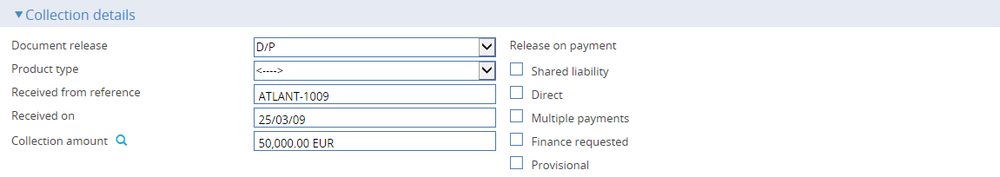 Collection details
Document release D/P Release on payment
Product type <----> Shared liability
Received from reference ATLANT-1009 Direct
Received on 25/03/09 Multiple payments
Collection amount 50,000.00 EUR Finance requested
Provisional